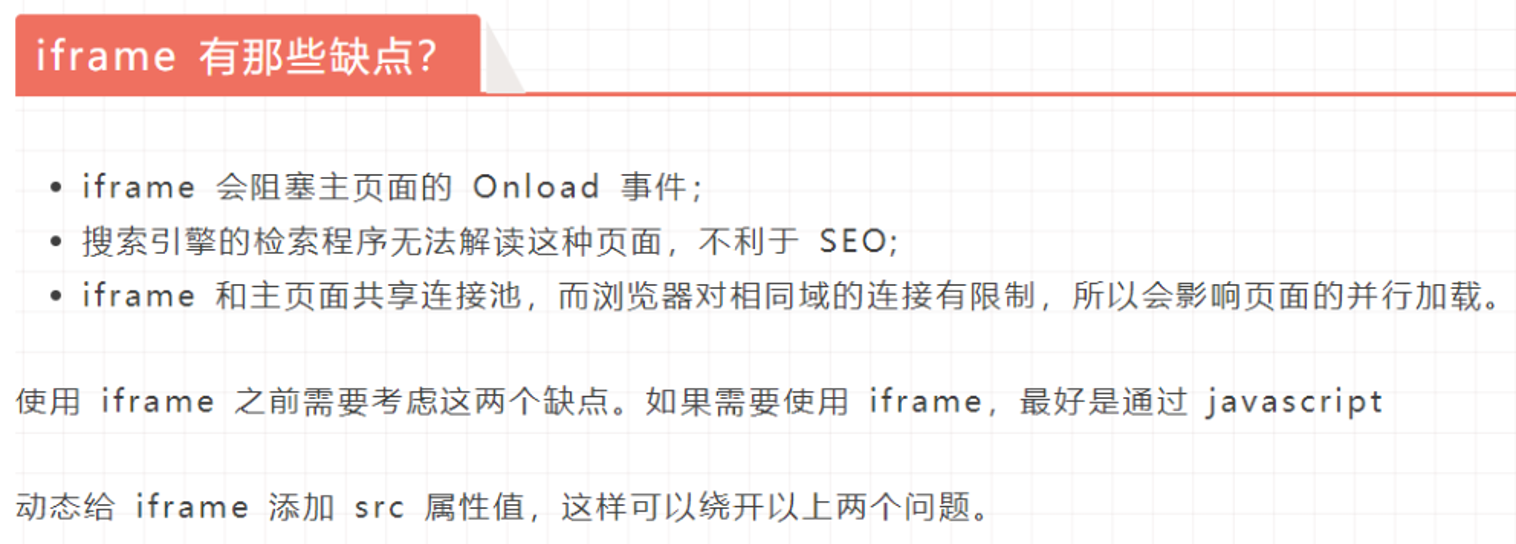 iframe 有那些缺点？
iframe 会阻塞主页面的 Onload 事件；
搜索引擎的检索程序无法解读这种页面，不利于 SEO;
iframe 和主页面共享连接池，而浏览器对相同域的连接有限制，所以会影响页面的并行加载。
使用 iframe 之前需要考虑这两个缺点。如果需要使用 iframe，最好是通过 javascript
动态给 iframe 添加 src 属性值，这样可以绕开以上两个问题。